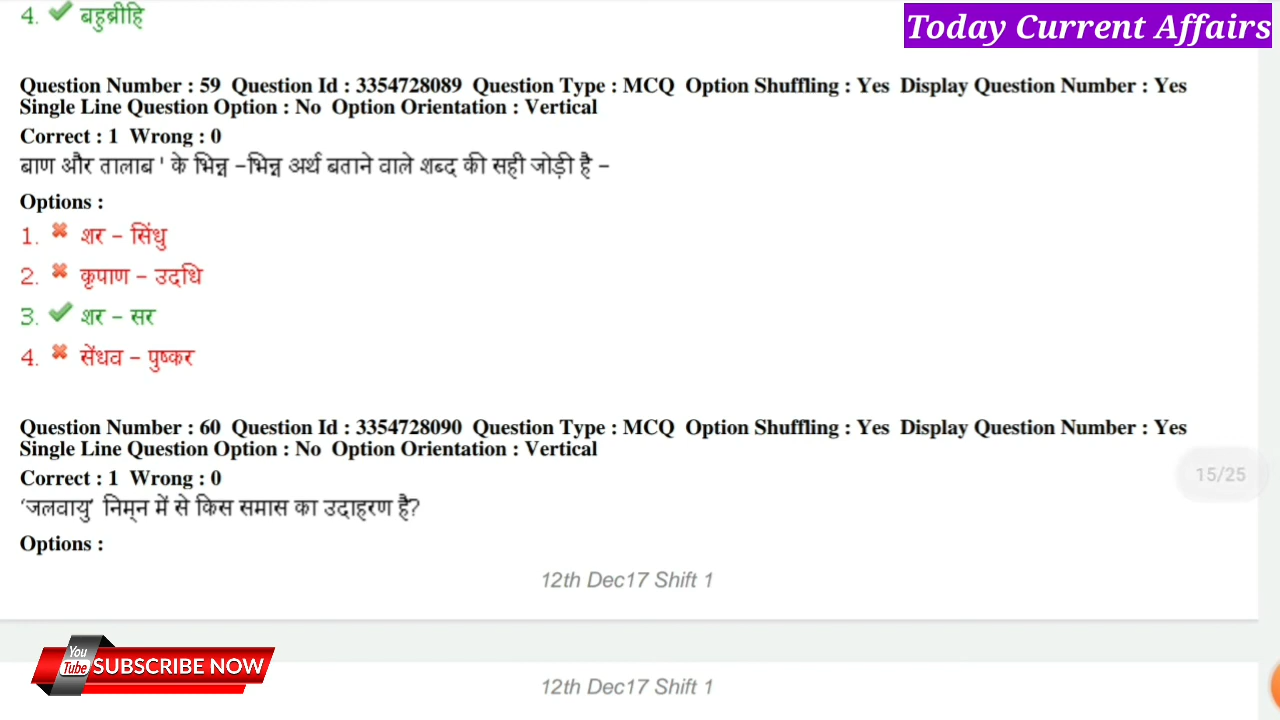 4. बहुब्रीहि
Today Current Affairs
Question Number : 59 Question Id : 3354728089 Question Type : MCQ Option Shuffling : Yes Display Question Number : Yes
Single Line Question Option : No Option Orientation : Vertical
Correct : 1 Wrong : 0
बाण और तालाब ' के भिन्न -भिन्न अर्थ बताने वाले शब्द की सही जोड़ी है -
Options :
1. शर - सिंधु
2. कृपाण - उदधि
3. शर - सर
4. सेंधव - पुष्कर
Question Number : 60 Question Id : 3354728090 Question Type : MCQ Option Shuffling : Yes Display Question Number : Yes
Single Line Question Option : No Option Orientation : Vertical
Correct : 1 Wrong : 0
15/25
‘जलवायु’ निम्न में से किस समास का उदाहरण है?
Options :
12th Dec17 Shift 1
You
Tube SUBSCRIBE NOW
12th Dec17 Shift 1